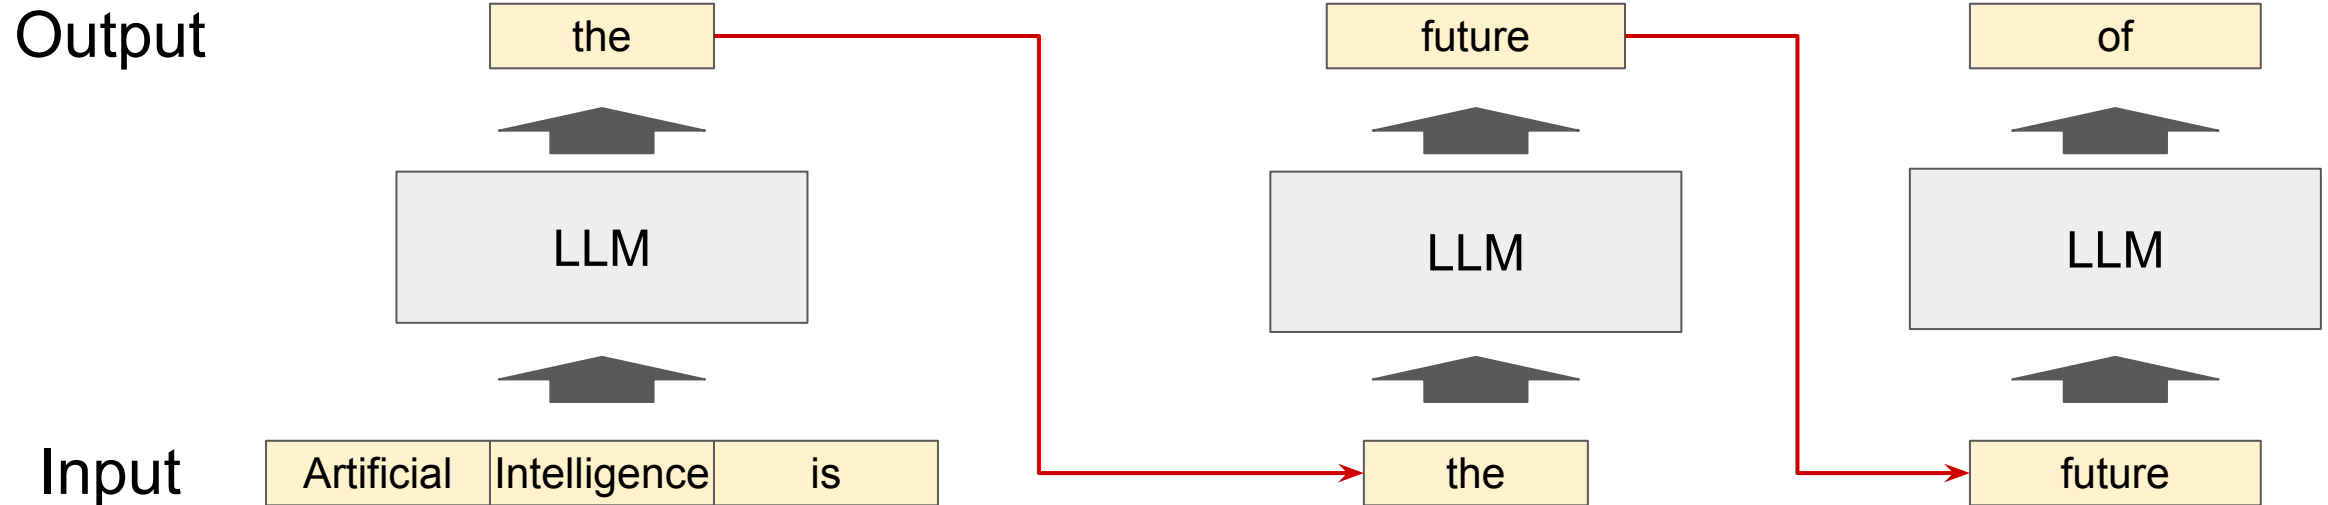 Output the future of
LLM LLM LLM
Input Artificial Intelligence is the future